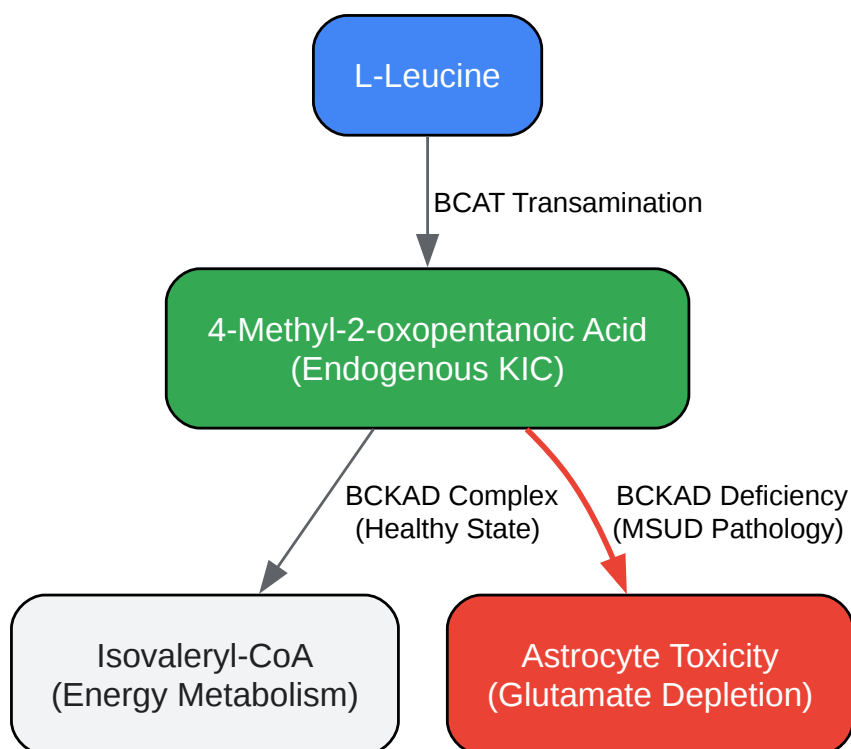 L-Leucine
BCAT Transamination
4-Methyl-2-oxopentanoic Acid
(Endogenous KIC)
BCKAD Complex
(Healthy State)
BCKAD Deficiency
(MSUD Pathology)
Isovaleryl-CoA
(Energy Metabolism)
Astrocyte Toxicity
(Glutamate Depletion)